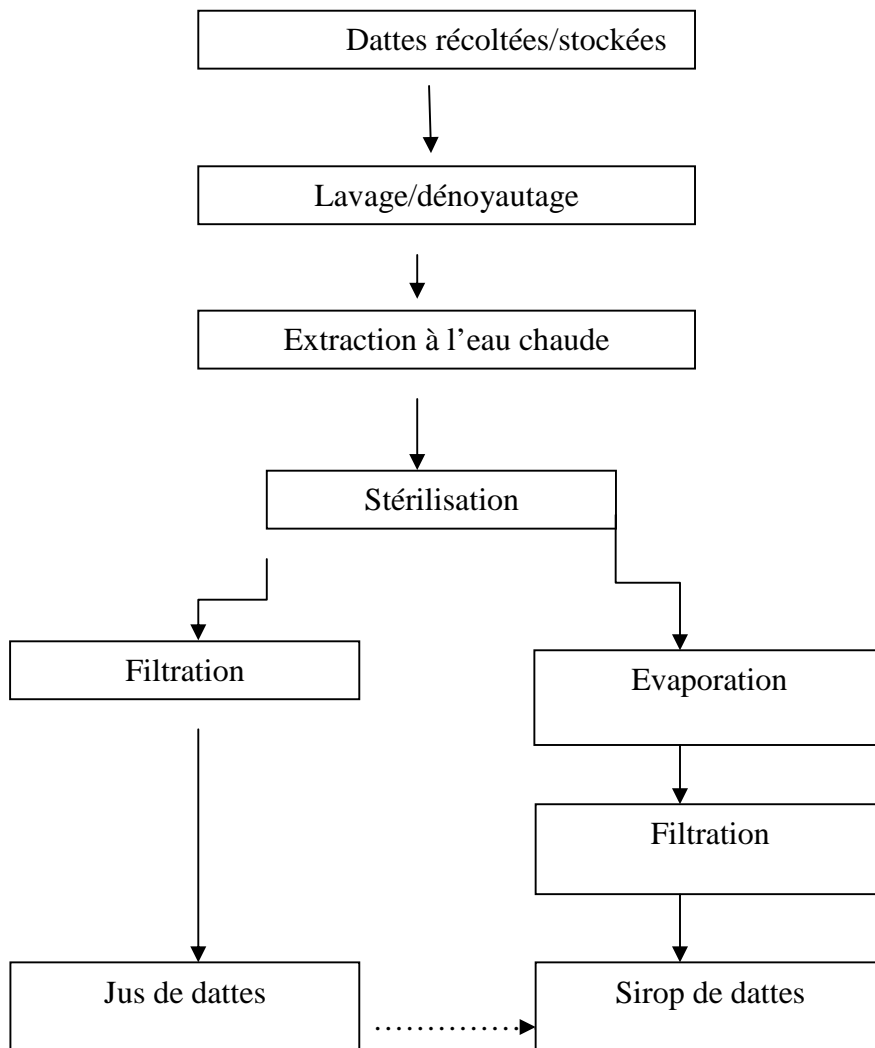 Dattes récoltées/stockées
Lavage/dénoyautage
Extraction à l’eau chaude
Stérilisation
Filtration
Evaporation
Filtration
Jus de dattes
Sirop de dattes